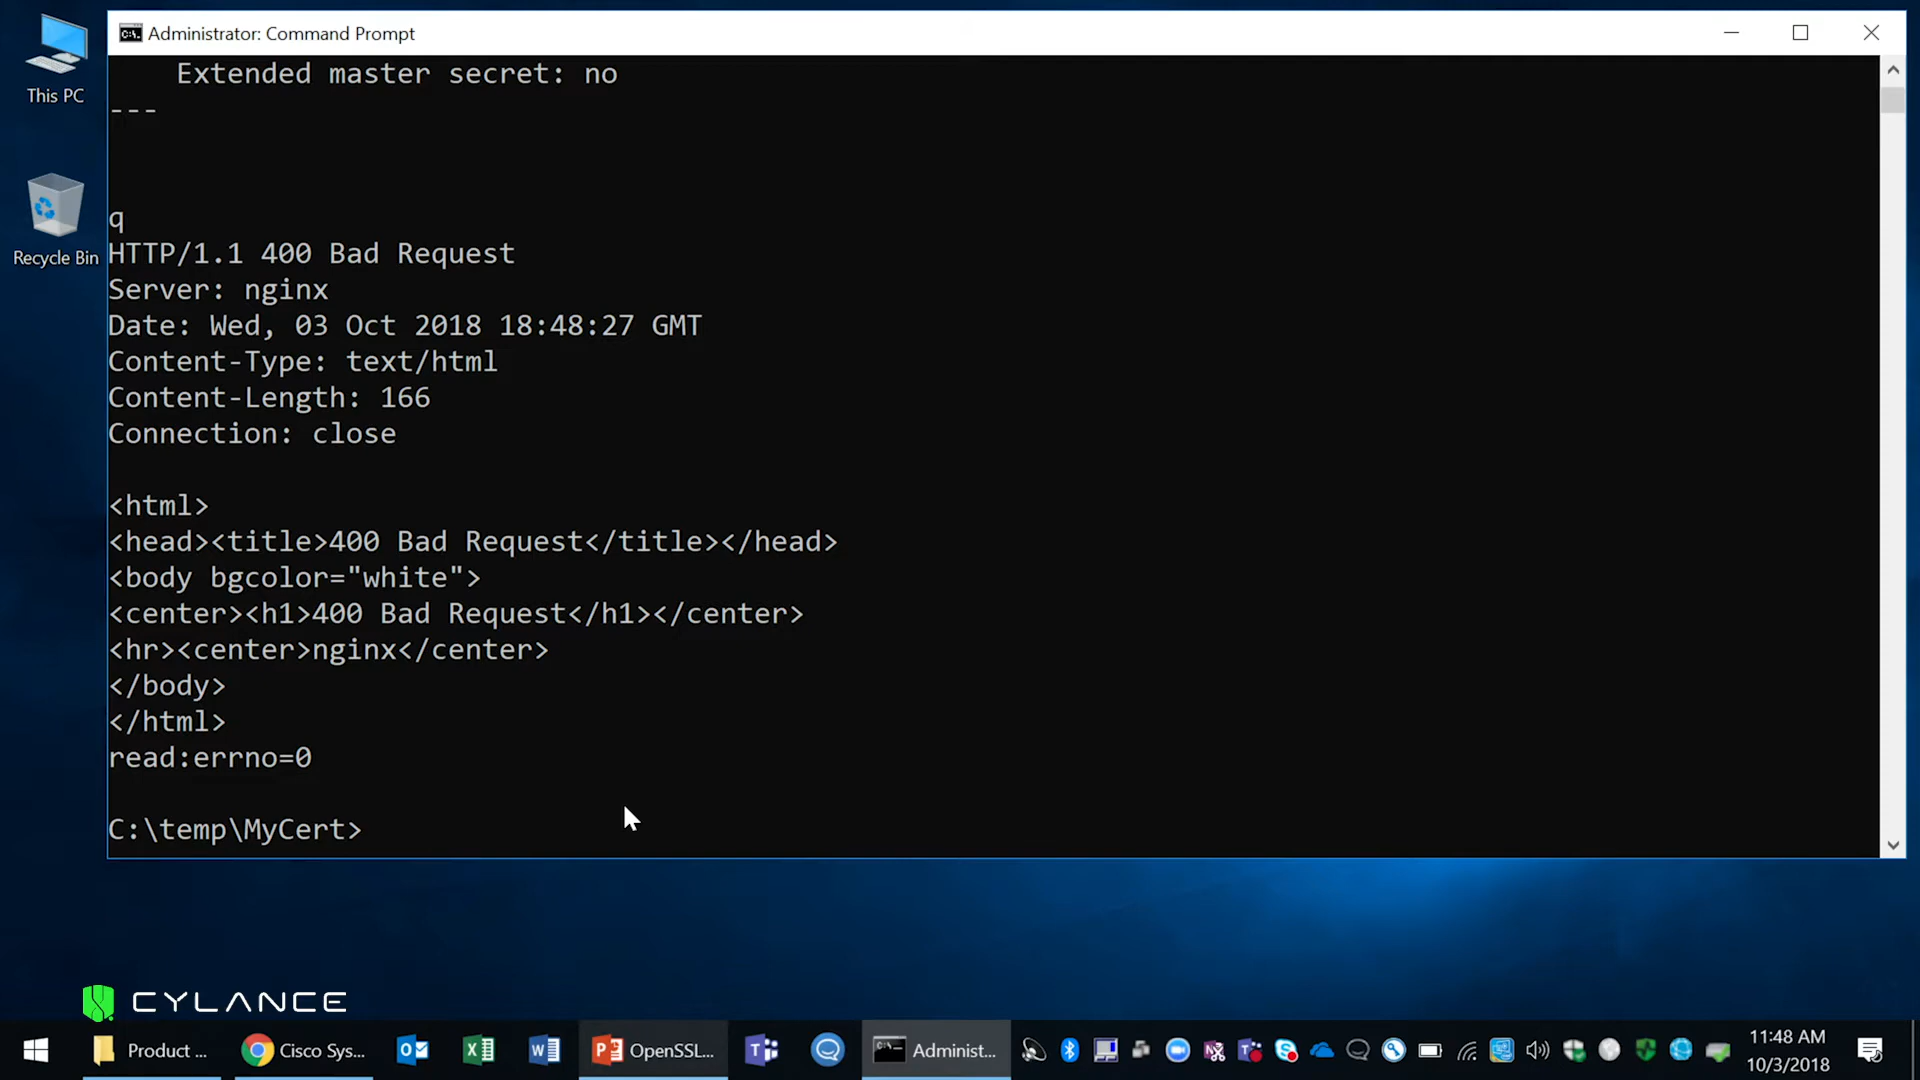 This PC
Recycle Bin
Administrator: Command Prompt
Extended master secret: no
---
q
HTTP/1.1 400 Bad Request
Server: nginx
Date: Wed, 03 Oct 2018 18:48:27 GMT
Content-Type: text/html
Content-Length: 166
Connection: close
<html>
<head><title>400 Bad Request</title></head>
<body bgcolor="white">
<center><h1>400 Bad Request</h1></center>
<hr><center>nginx</center>
</body>
</html>
read:errno=0
C:\temp\MyCert>
CYLANCE
Product ...
Cisco Sys...
OpenSSL...
Administ...
11:48 AM
10/3/2018